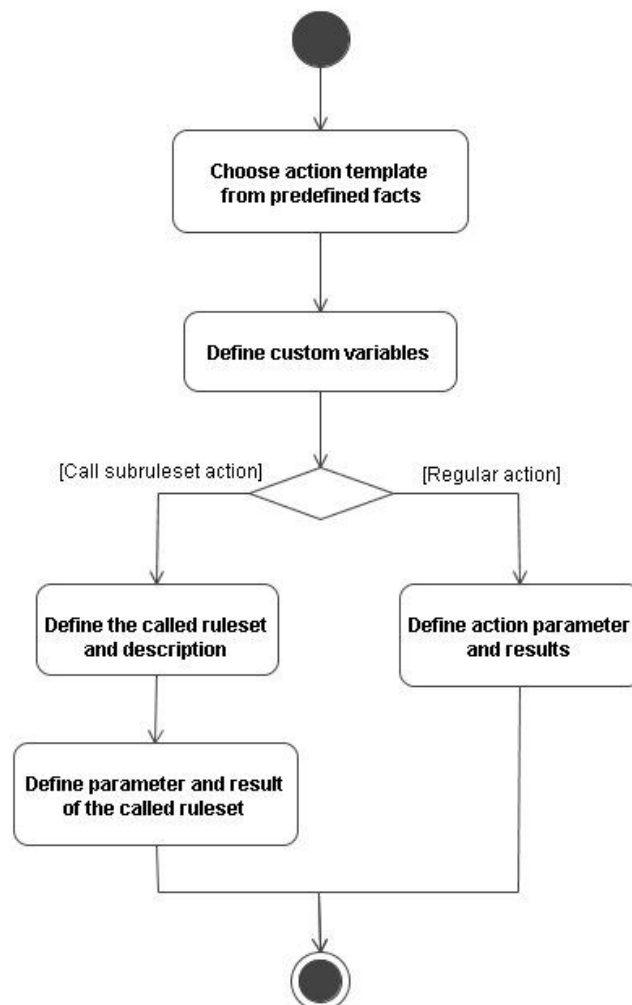 Choose action template
from predefined facts
Define custom variables
[Call subruleset action]
[Regular action]
Define the called ruleset
and description
Define action parameter
and results
Define parameter and result
of the called ruleset